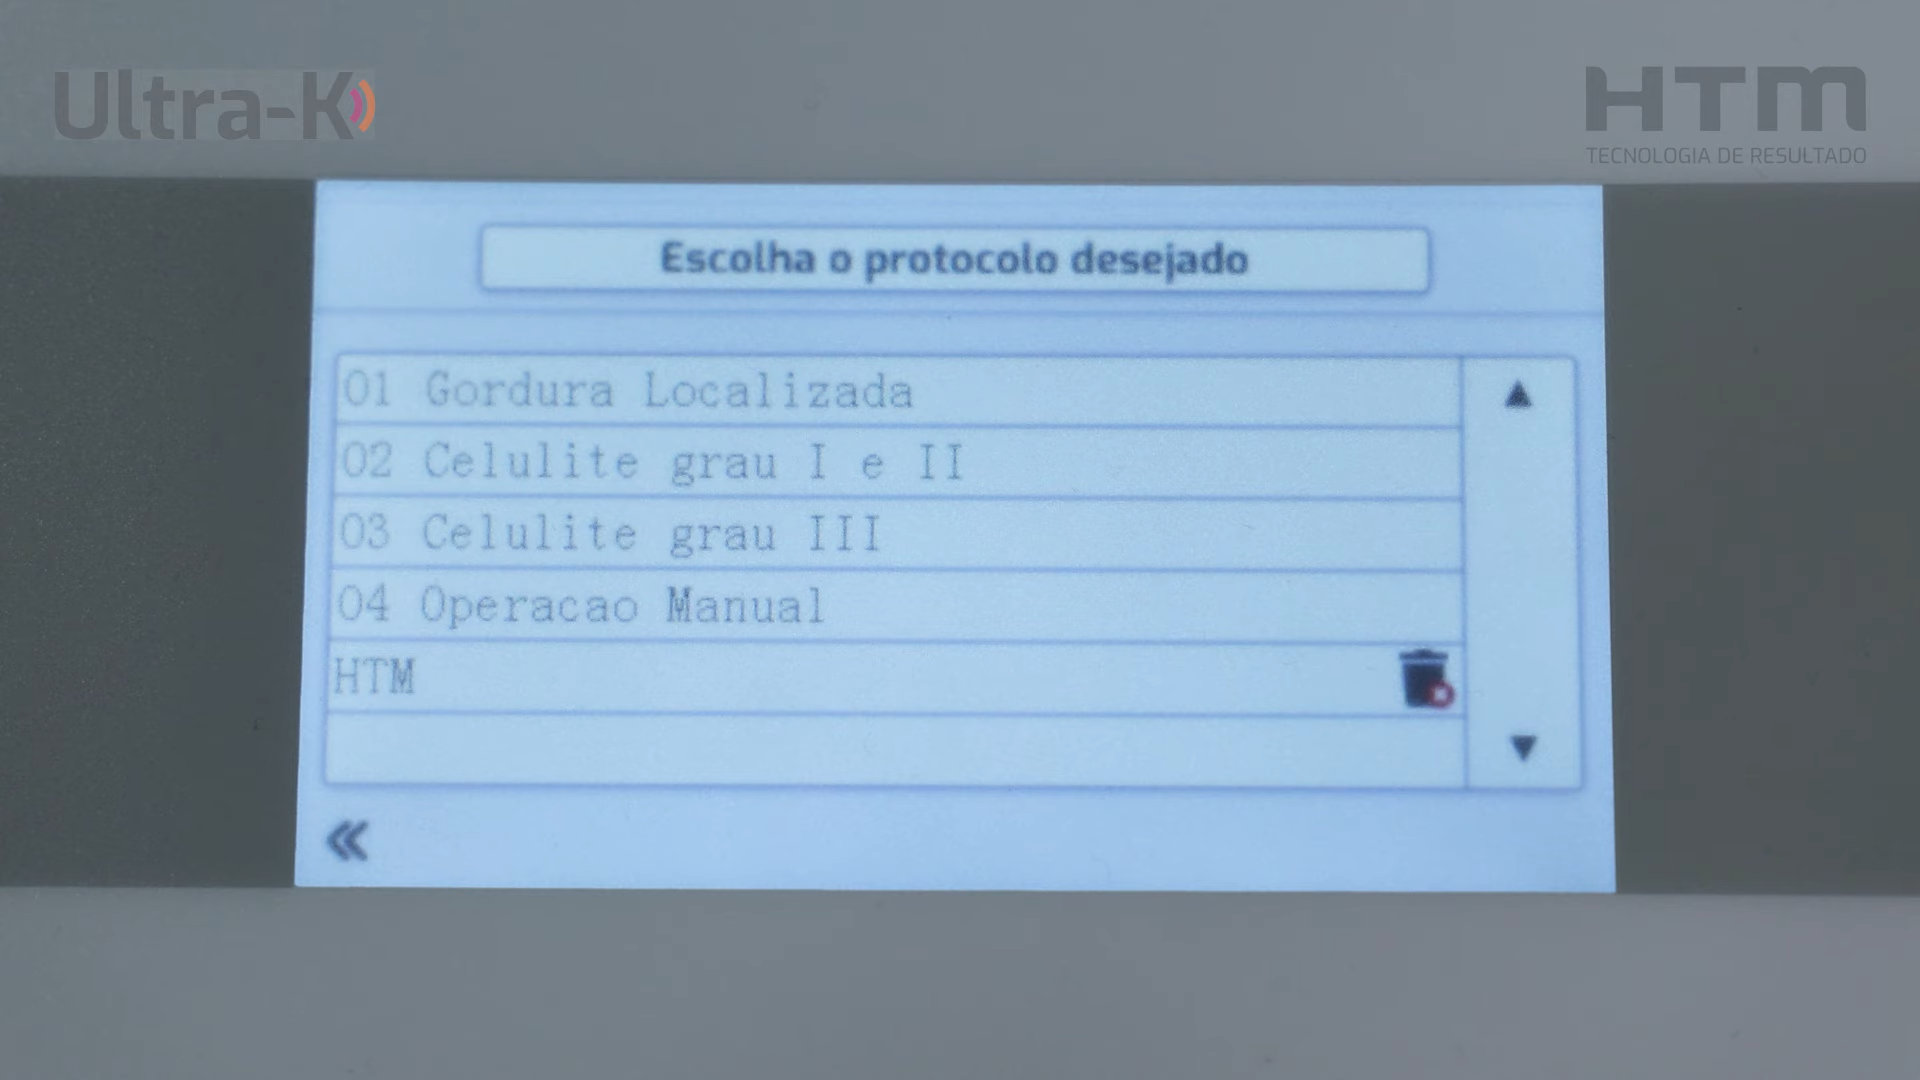 Ultra-K
HTM
TECNOLOGIA DE RESULTADO
Escolha o protocolo desejado
01 Gordura Localizada
02 Celulite grau I e II
03 Celulite grau III
04 Operacao Manual
HTM